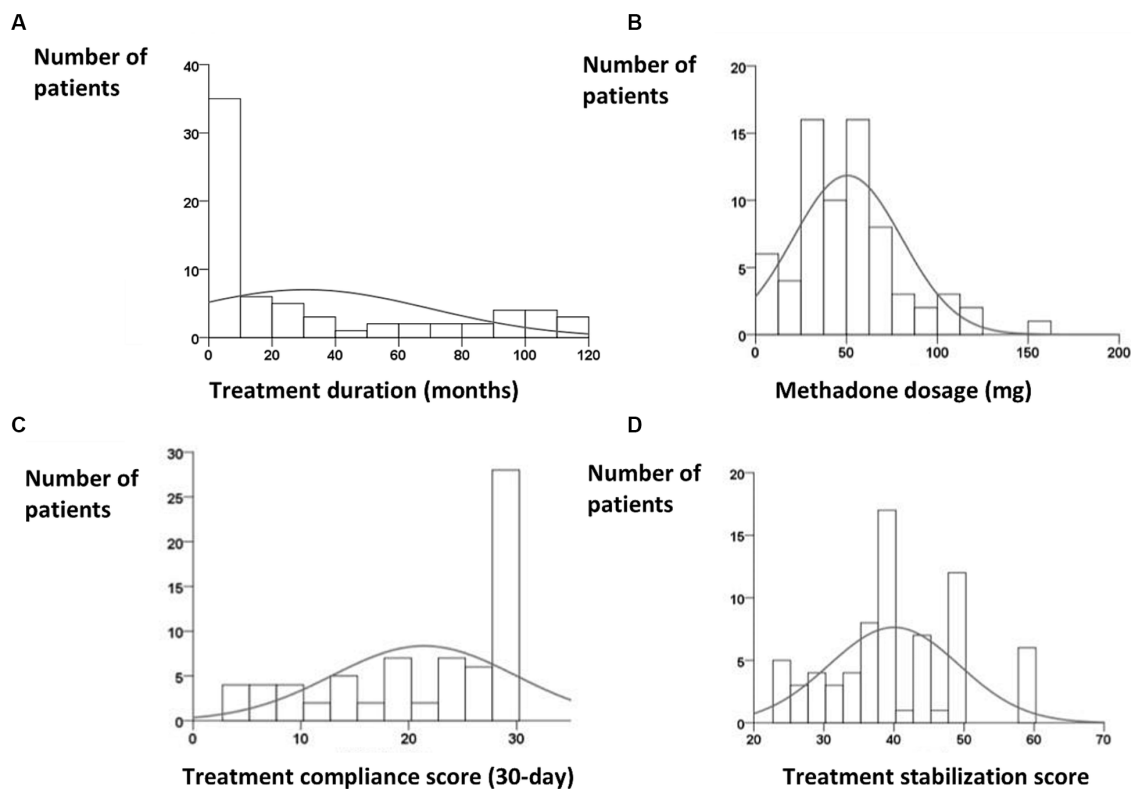 A
Number of
patients
40
30
20
10
0
0 20 40 60 80 100 120
Treatment duration (months)
B
Number of
patients
20
15
10
5
0
0 50 100 150 200
Methadone dosage (mg)
C
Number of
patients
30
25
20
15
10
5
0
0 10 20 30
Treatment compliance score (30-day)
D
Number of
patients
20
15
10
5
0
20 30 40 50 60 70
Treatment stabilization score